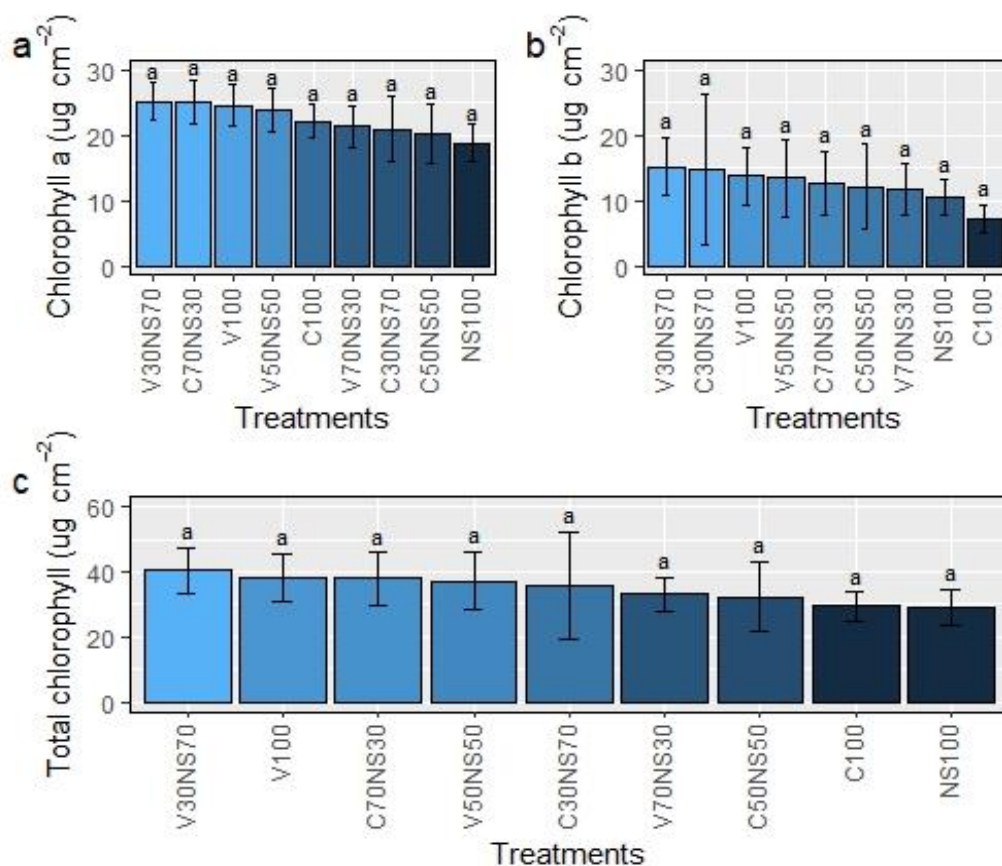 a
Chlorophyll a (ug cm⁻²)
30
20
10
0
a a a a a a a a a
V30NS70 C70NS30 V100 V50NS50 C100 V70NS30 C30NS70 C50NS50 NS100
Treatments
b
Chlorophyll b (ug cm⁻²)
30
20
10
0
a a a a a a a a a
V30NS70 C30NS70 V100 V50NS50 C70NS30 C50NS50 V70NS30 NS100 C100
Treatments
c
Total chlorophyll (ug cm⁻²)
60
40
20
0
a a a a a a a a a
V30NS70 V100 C70NS30 V50NS50 C30NS70 V70NS30 C50NS50 C100 NS100
Treatments